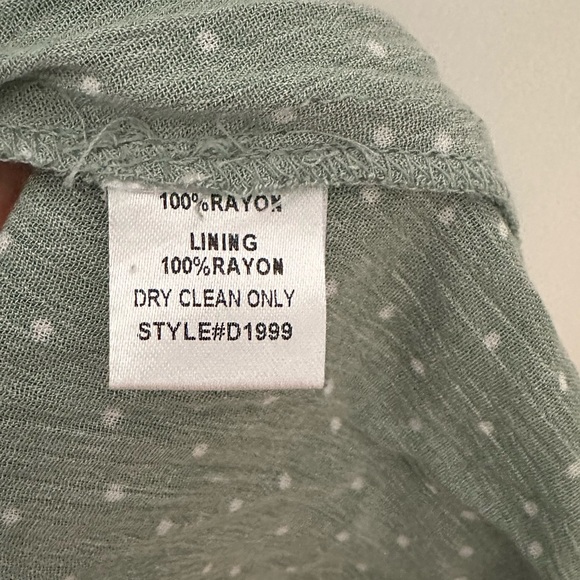 100%RAYON
LINING
100%RAYON
DRY CLEAN ONLY
STYLE#D1999